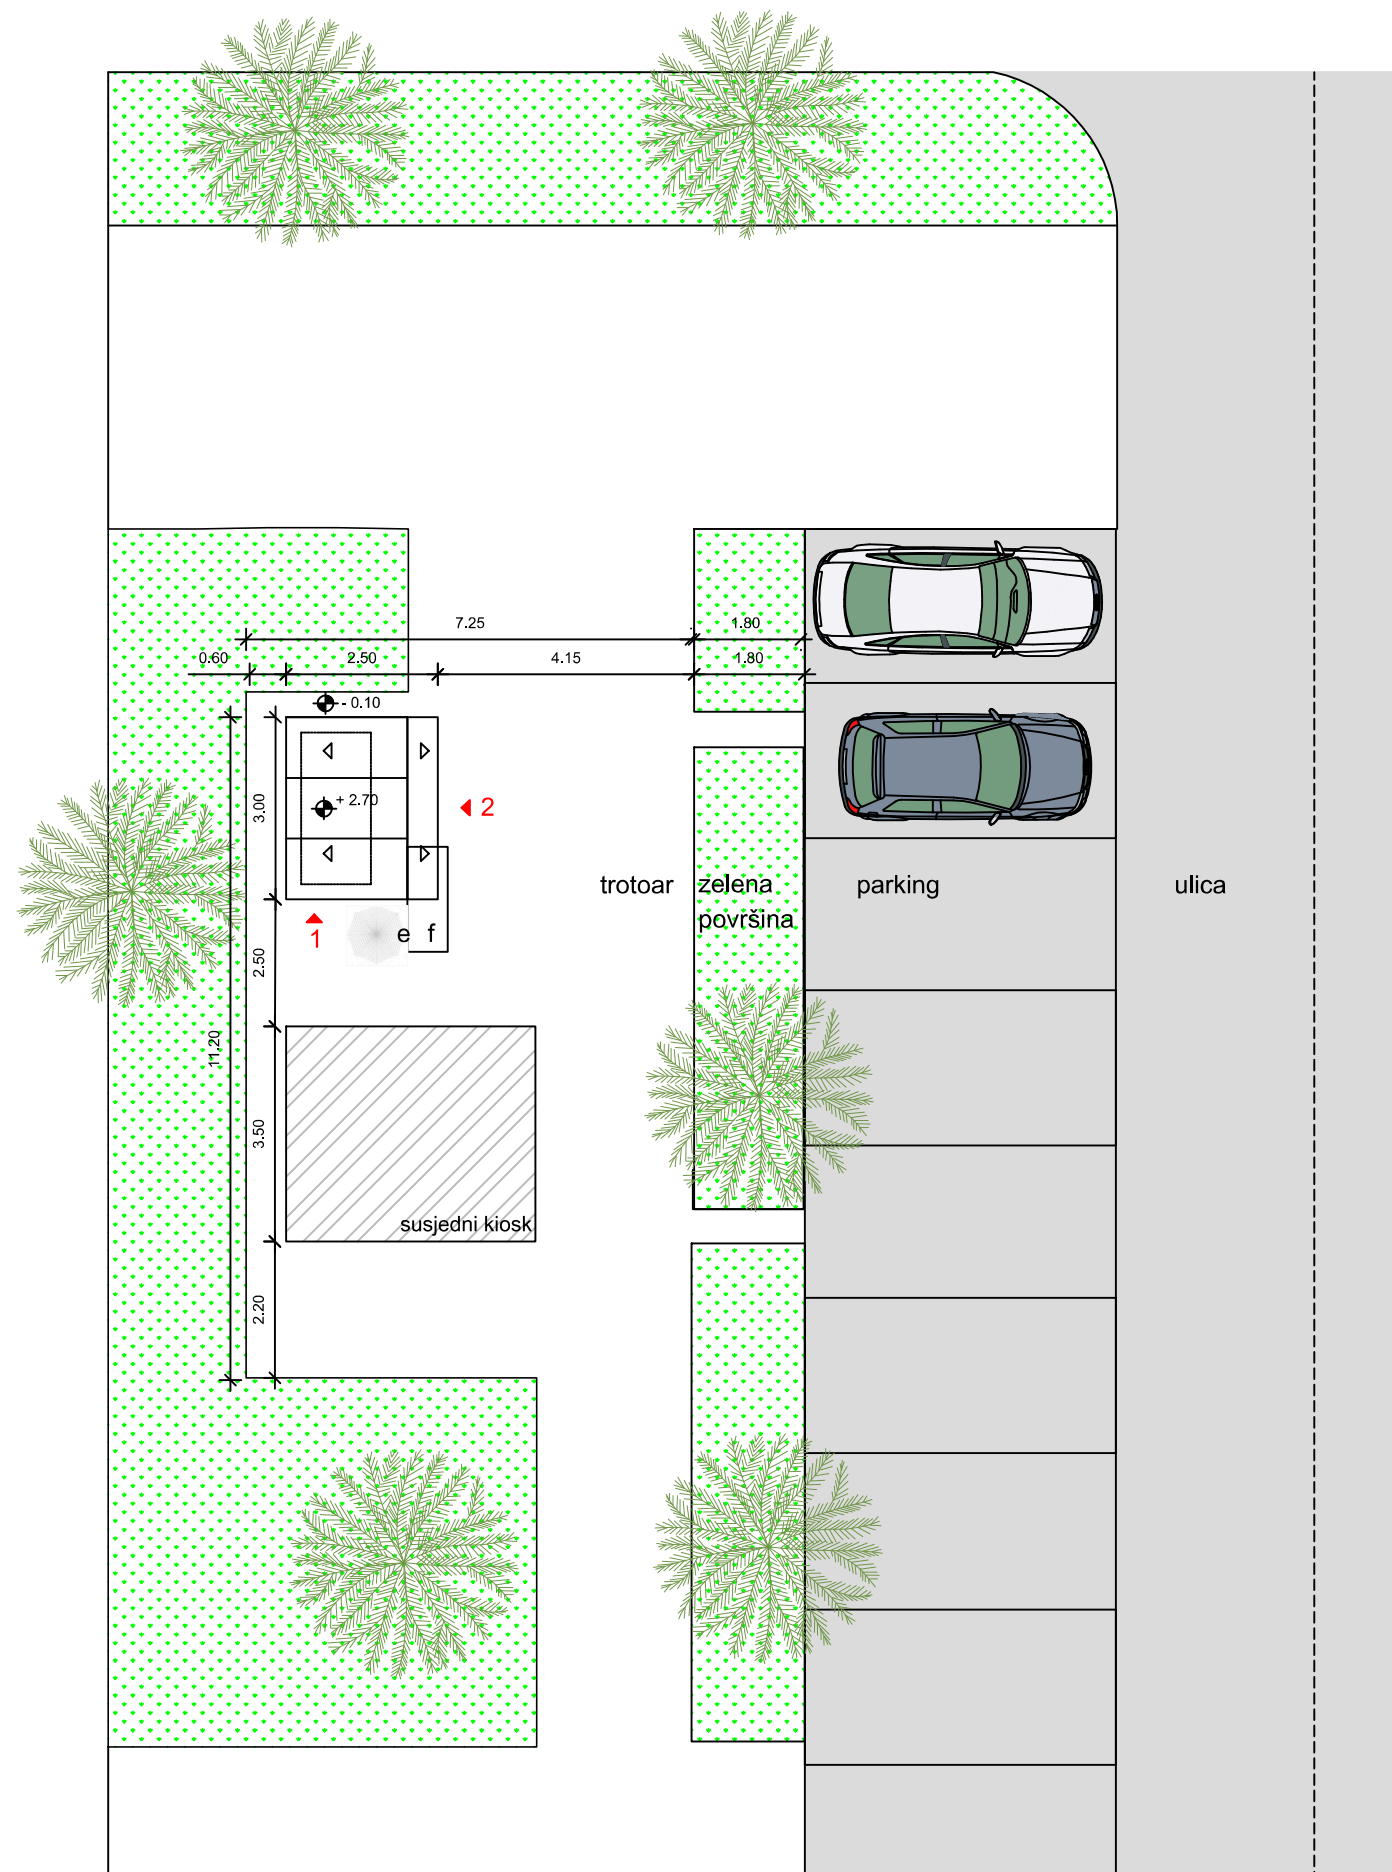 7.25
1.80
0.60
2.50
4.15
1.80
- 0.10
3.00
+ 2.70
2
trotoar
zelena
površina
parking
ulica
1
e
f
2.50
11.20
3.50
susjedni kiosk
2.20